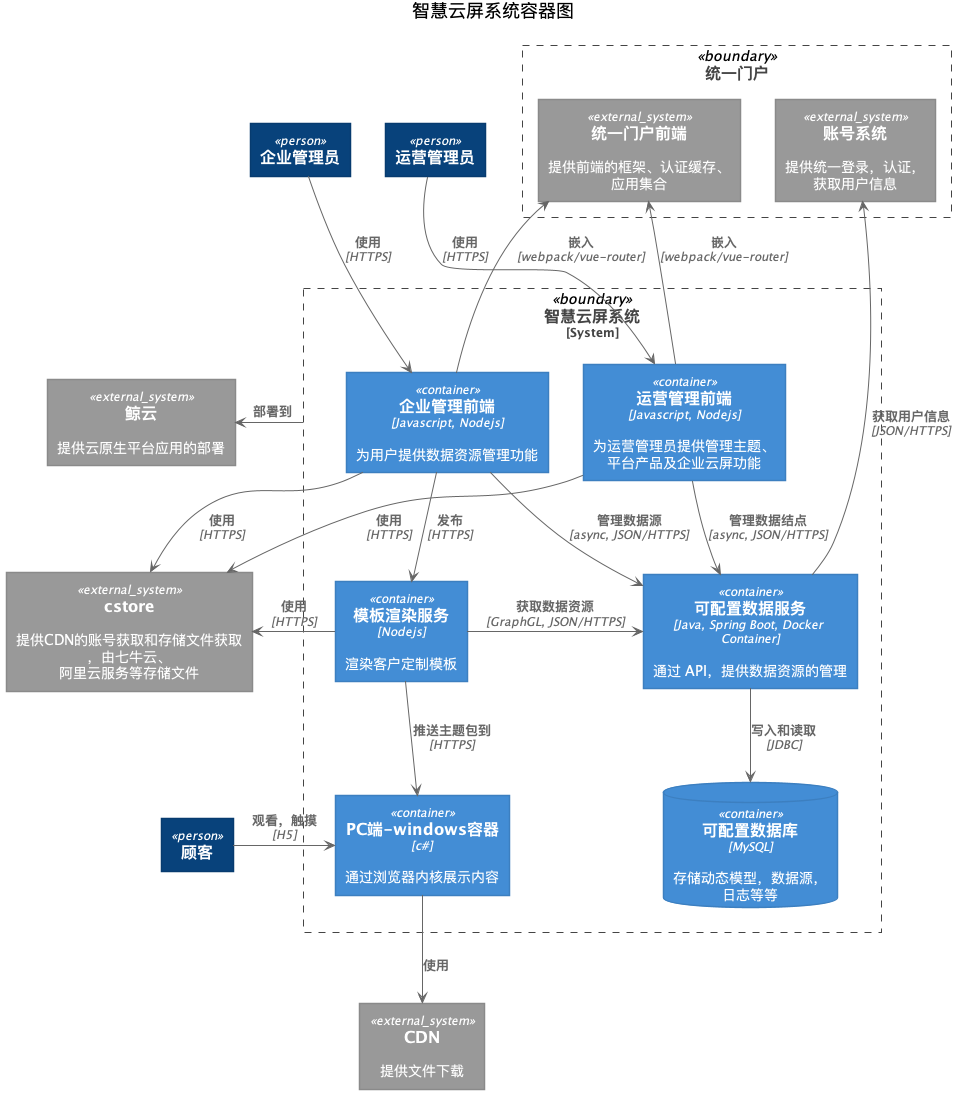 智慧云屏系统容器图
«boundary»
统一门户
«external_system»
统一门户前端
提供前端的框架、认证缓存、
应用集合
«external_system»
账号系统
提供统一登录，认证，
获取用户信息
«person»
企业管理员
«person»
运营管理员
使用
[HTTPS]
使用
[HTTPS]
嵌入
[webpack/vue-router]
嵌入
[webpack/vue-router]
«boundary»
智慧云屏系统
[System]
«external_system»
鲸云
提供云原生平台应用的部署
部署到
«container»
企业管理前端
[Javascript, Nodejs]
为用户提供数据资源管理功能
«container»
运营管理前端
[Javascript, Nodejs]
为运营管理员提供管理主题、
平台产品及企业云屏功能
获取用户信息
[JSON/HTTPS]
使用
[HTTPS]
使用
[HTTPS]
发布
[HTTPS]
管理数据源
[async, JSON/HTTPS]
管理数据结点
[async, JSON/HTTPS]
«external_system»
cstore
提供CDN的账号获取和存储文件获取
，由七牛云、
阿里云服务等存储文件
使用
[HTTPS]
«container»
模板渲染服务
[Nodejs]
渲染客户定制模板
获取数据资源
[GraphGL, JSON/HTTPS]
«container»
可配置数据服务
[Java, Spring Boot, Docker
Container]
通过 API，提供数据资源的管理
推送主题包到
[HTTPS]
写入和读取
[JDBC]
«person»
顾客
观看，触摸
[H5]
«container»
PC端-windows容器
[c#]
通过浏览器内核展示内容
«container»
可配置数据库
[MySQL]
存储动态模型，数据源，
日志等等
使用
«external_system»
CDN
提供文件下载